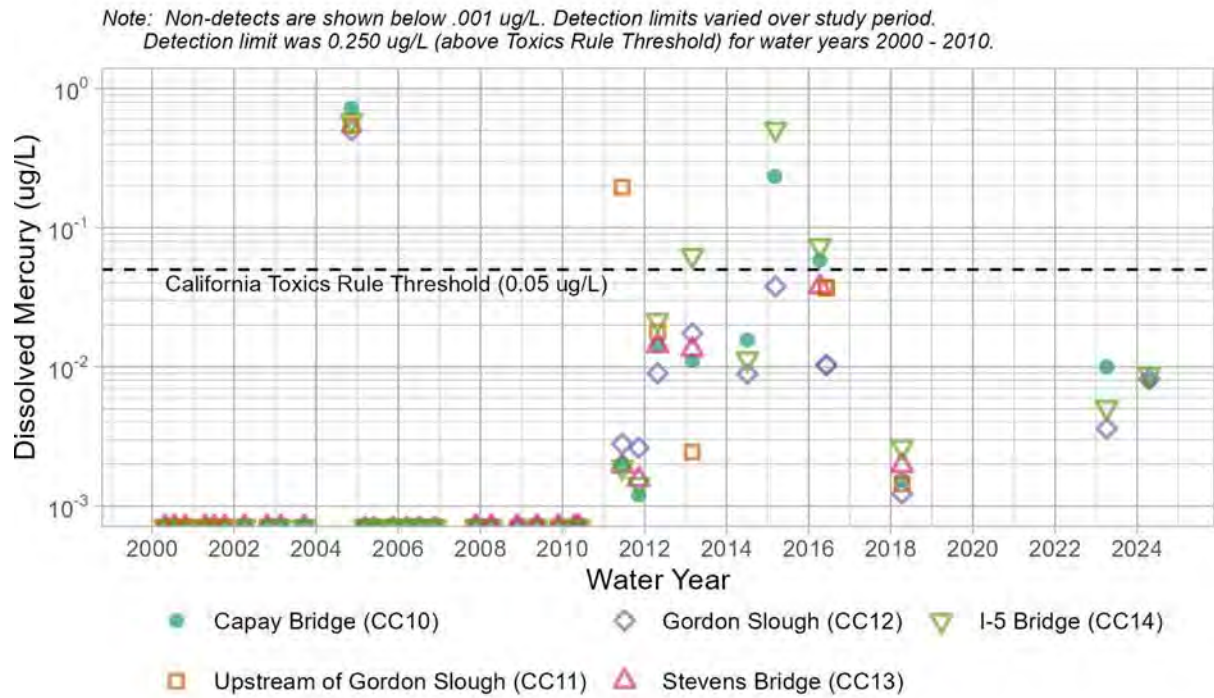 Note: Non-detects are shown below .001 ug/L. Detection limits varied over study period.
Detection limit was 0.250 ug/L (above Toxics Rule Threshold) for water years 2000 - 2010.
10⁰
10⁻¹
10⁻²
10⁻³
Dissolved Mercury (ug/L)
California Toxics Rule Threshold (0.05 ug/L)
2000 2002 2004 2006 2008 2010 2012 2014 2016 2018 2020 2022 2024
Water Year
Capay Bridge (CC10) Gordon Slough (CC12) I-5 Bridge (CC14)
Upstream of Gordon Slough (CC11) Stevens Bridge (CC13)